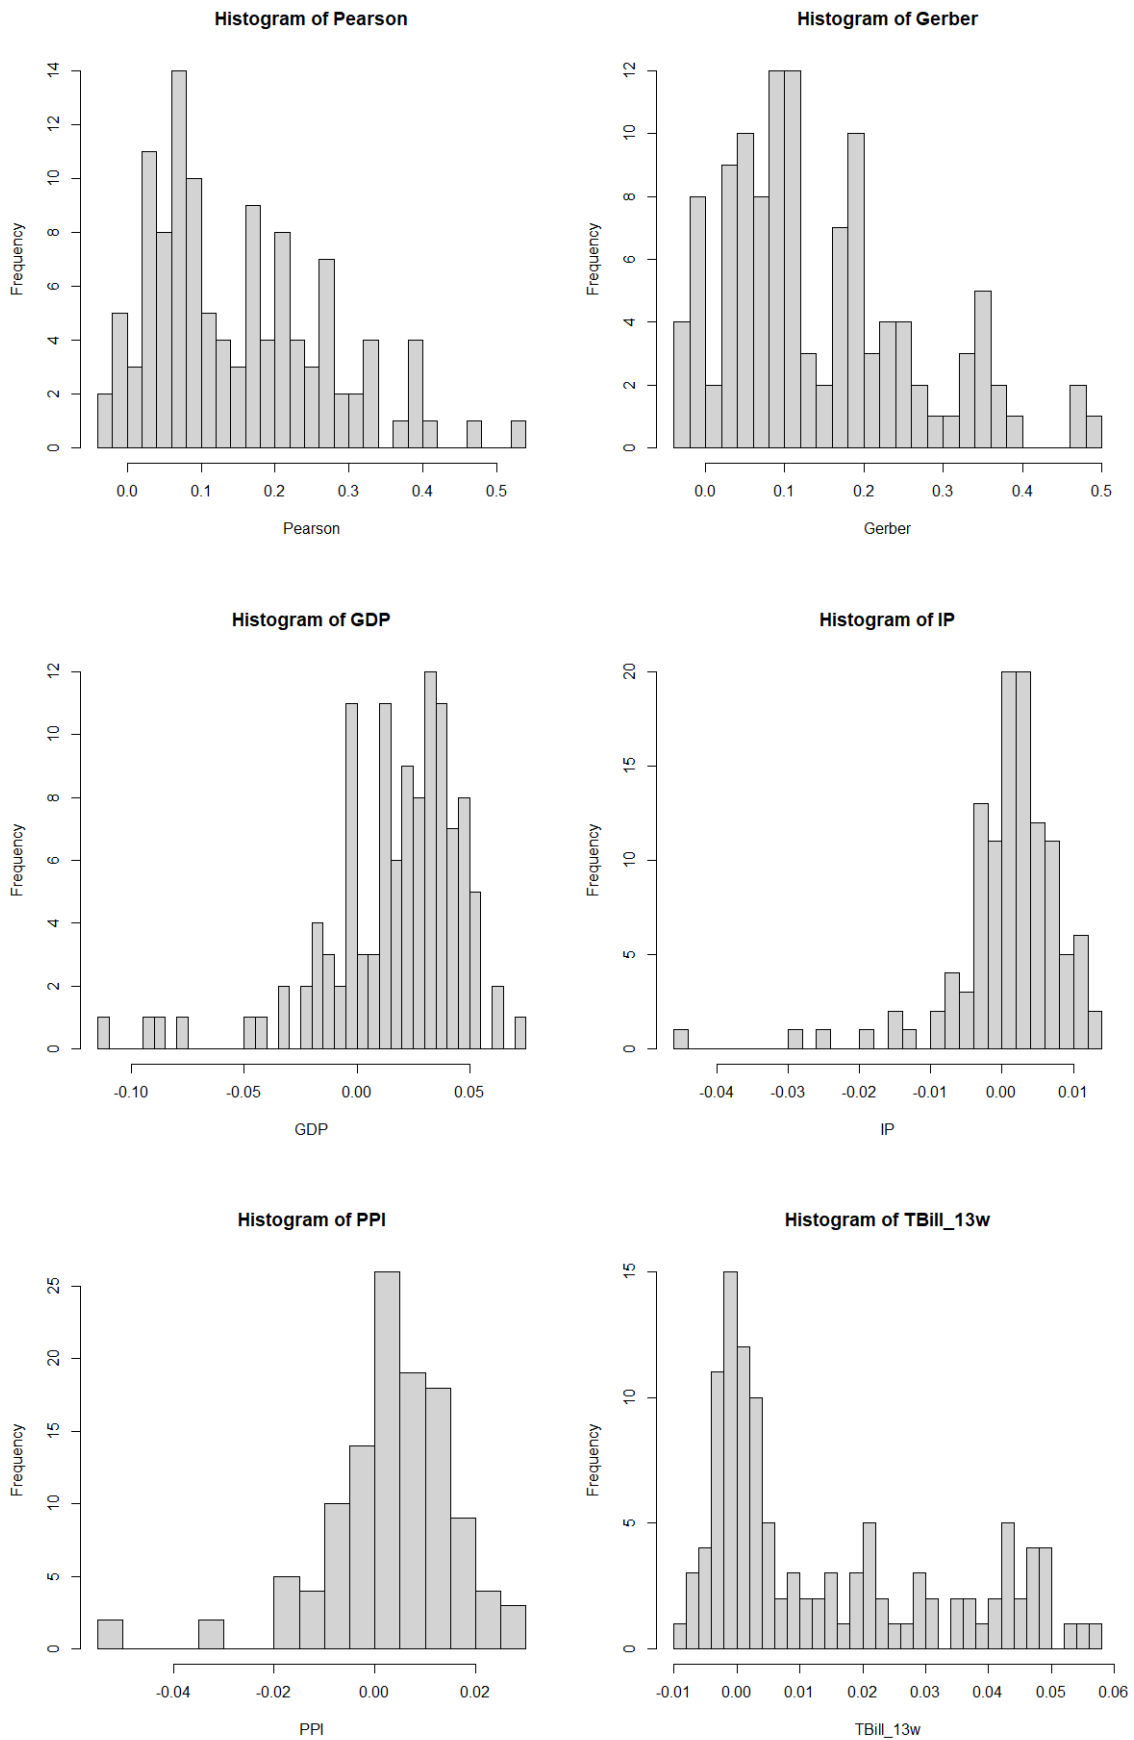 Histogram of Pearson
Frequency
0 2 4 6 8 10 12 14
0.0 0.1 0.2 0.3 0.4 0.5
Pearson
Histogram of Gerber
Frequency
0 2 4 6 8 10 12
0.0 0.1 0.2 0.3 0.4 0.5
Gerber
Histogram of GDP
Frequency
0 2 4 6 8 10 12
-0.10 -0.05 0.00 0.05
GDP
Histogram of IP
Frequency
0 5 10 15 20
-0.04 -0.03 -0.02 -0.01 0.00 0.01
IP
Histogram of PPI
Frequency
0 5 10 15 20 25
-0.04 -0.02 0.00 0.02
PPI
Histogram of TBill_13w
Frequency
0 5 10 15
-0.01 0.00 0.01 0.02 0.03 0.04 0.05 0.06
TBill_13w